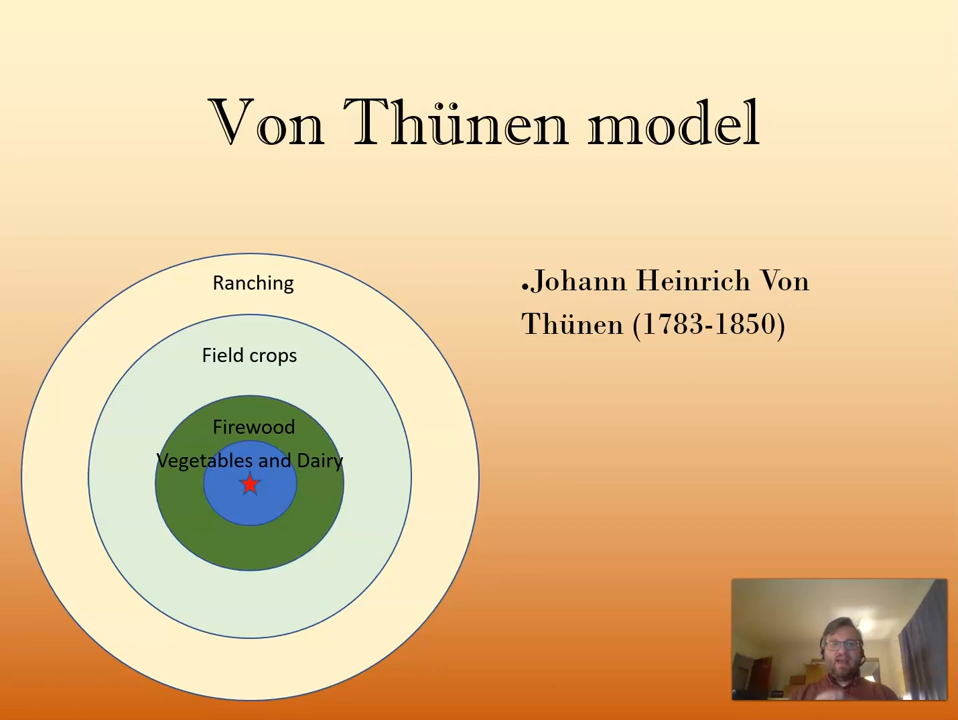 Von Thünen model
Ranching
Field crops
Firewood
Vegetables and Dairy
•Johann Heinrich Von
Thünen (1783-1850)